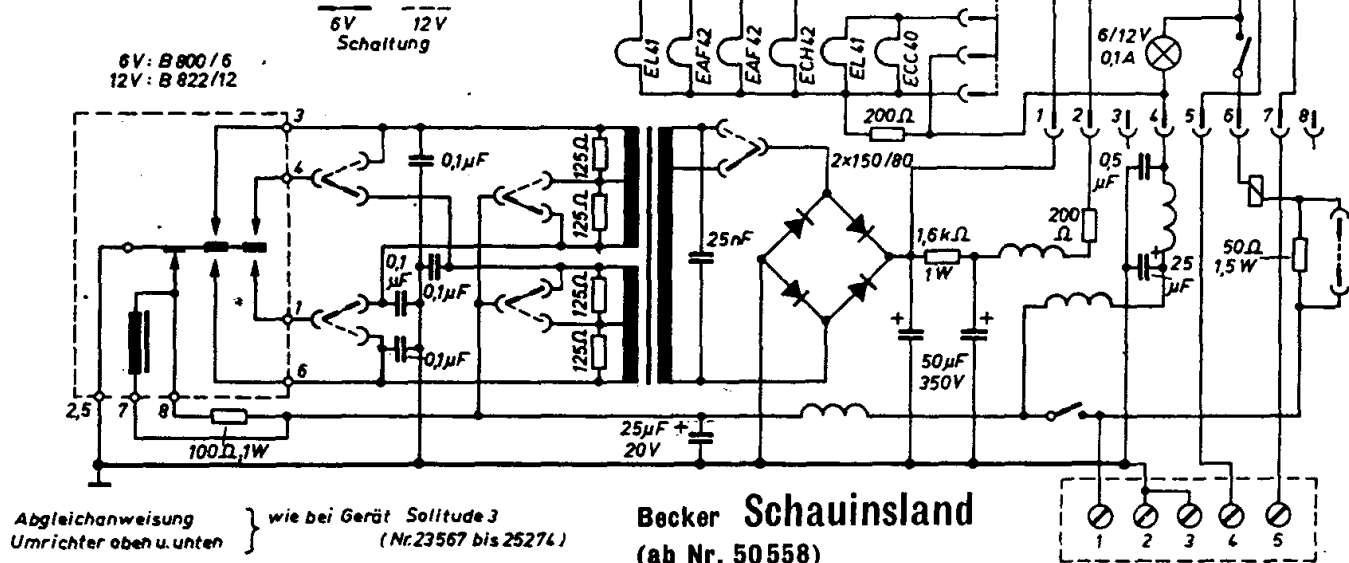 6V 12V
Schaltung
6V: B 800/6
12V: B 822/12
EL41
EAF42
EAF42
ECH42
EL41
ECC40
6/12V
0,1A
200Ω
1 2 3 4 5 6 7 8
3
4
1
6
2,5 7 8
0,1µF
0,1
µF
0,1µF
0,1µF
125Ω
125Ω
125Ω
125Ω
25nF
2x150/80
1,6kΩ
1W
200
Ω
0,5
µF
25
µF
50Ω
1,5W
+
+
+
50µF
350V
100Ω,1W
25µF +
20V
1 2 3 4 5
Abgleichanweisung
Umrichter oben u. unten
} wie bei Gerät Solitude 3
(Nr.23567 bis 25274)
Becker Schauinsland
(ab Nr. 50558)